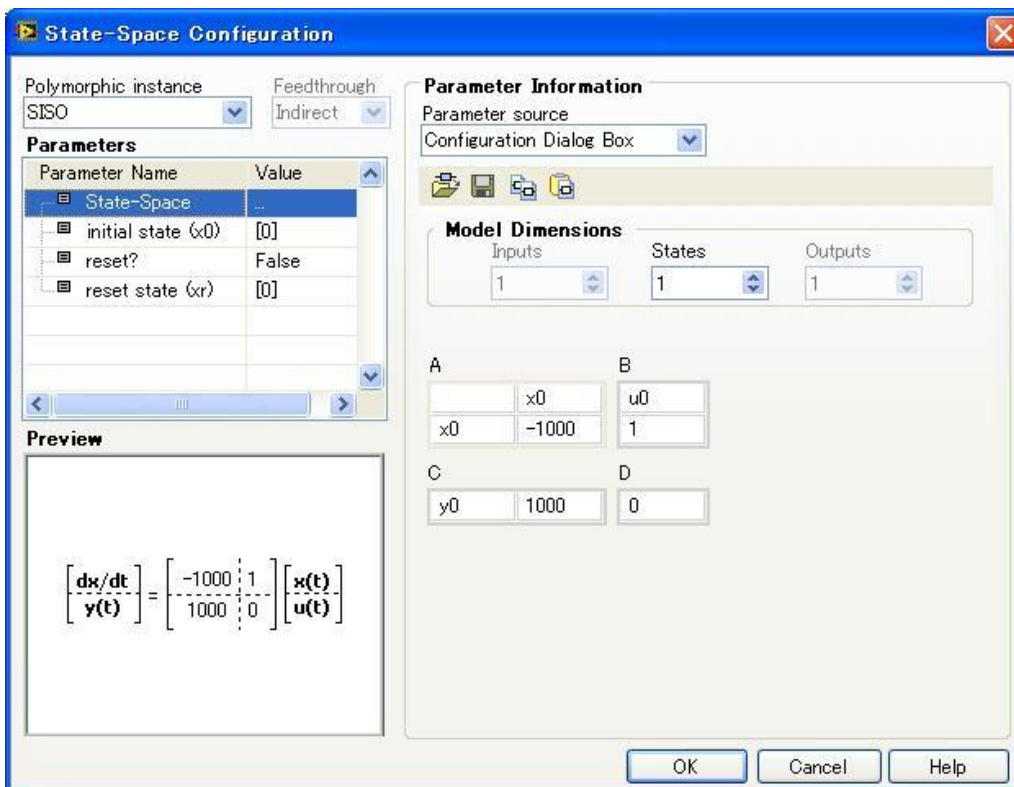 State-Space Configuration
Polymorphic instance
Feedthrough
SISO
Indirect
Parameters
Parameter Name Value
State-Space ...
initial state (x0) [0]
reset? False
reset state (xr) [0]
Preview
dx/dt
y(t)
=
-1000 1
1000 0
x(t)
u(t)
Parameter Information
Parameter source
Configuration Dialog Box
Model Dimensions
Inputs States Outputs
1 1 1
A B
x0 u0
x0 -1000 1
C D
y0 1000 0
OK Cancel Help